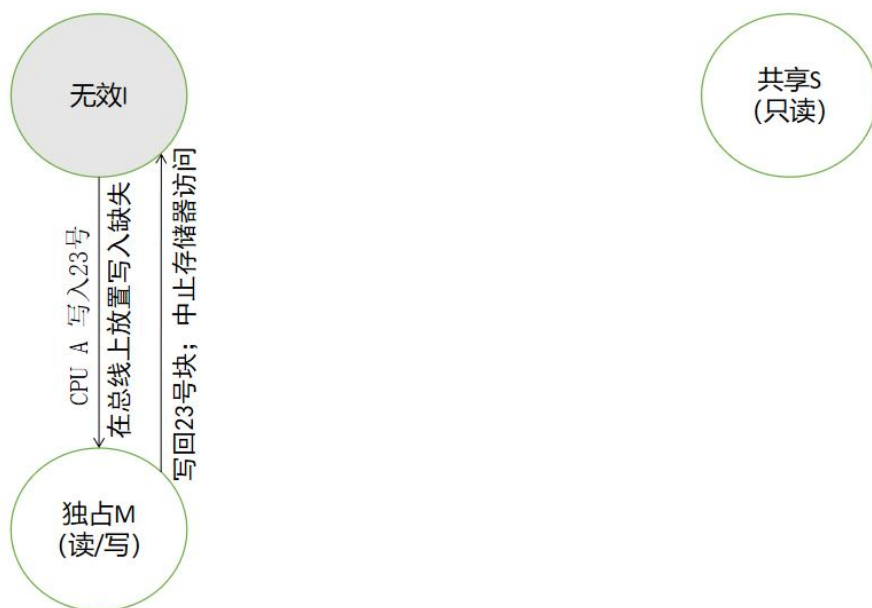 无效I
共享S
(只读)
CPU A 写入23号
在总线上放置写入缺失
写回23号块；中止存储器访问
独占M
(读/写)